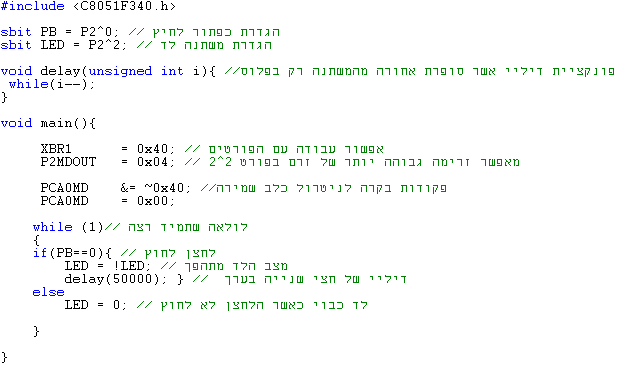 #include <C8051F340.h>
sbit PB = P2^0; // הגדרת כפתור לחיץ
sbit LED = P2^2; // הגדרת משתנה לד
void delay(unsigned int i){ //פונקציית דיליי אשר סופרת אחורה מהמשתנה רק בפלוס
while(i--);
}
void main(){
XBR1 = 0x40; // אפשור עבודה עם הפורטים
P2MDOUT = 0x04; // מאפשר זרימה גבוהה יותר של זרם בפורט 2^2
PCA0MD &= ~0x40; //פקודות בקרה לניטרול כלב שמירה
PCA0MD = 0x00;
while (1)// לולאה שתמיד רצה
{
if(PB==0){ // לחצן לחוץ
LED = !LED; // מצב הלד מתהפך
delay(50000); } // דיליי של חצי שנייה בערך
else
LED = 0; // לד כבוי כאשר הלחצן לא לחוץ
}
}